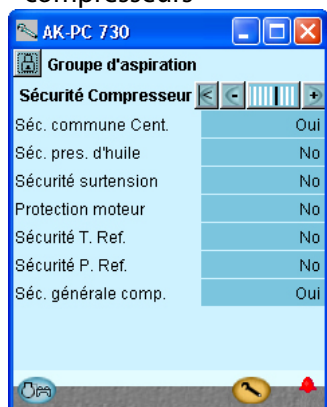 compresseurs
AK-PC 730
Groupe d'aspiration
Sécurité Compresseur
Séc. commune Cent. Oui
Séc. pres. d'huile No
Sécurité surtension No
Protection moteur No
Sécurité T. Ref. No
Sécurité P. Ref. No
Séc. générale comp. Oui